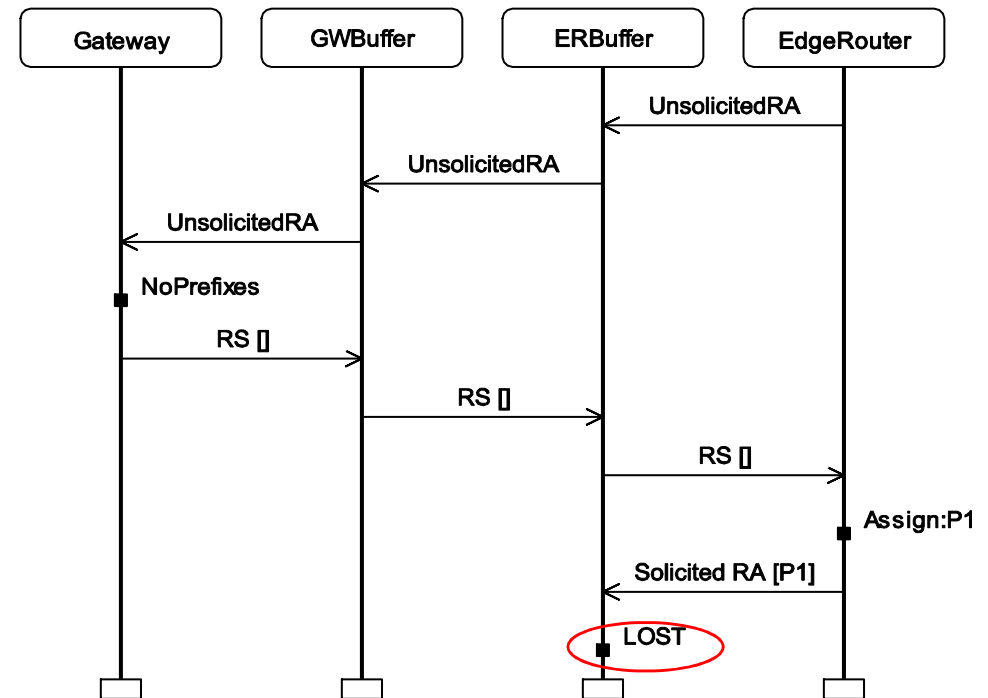 Gateway
GWBuffer
ERBuffer
EdgeRouter
UnsolicitedRA
UnsolicitedRA
UnsolicitedRA
NoPrefixes
RS []
RS []
RS []
Assign:P1
Solicited RA [P1]
LOST